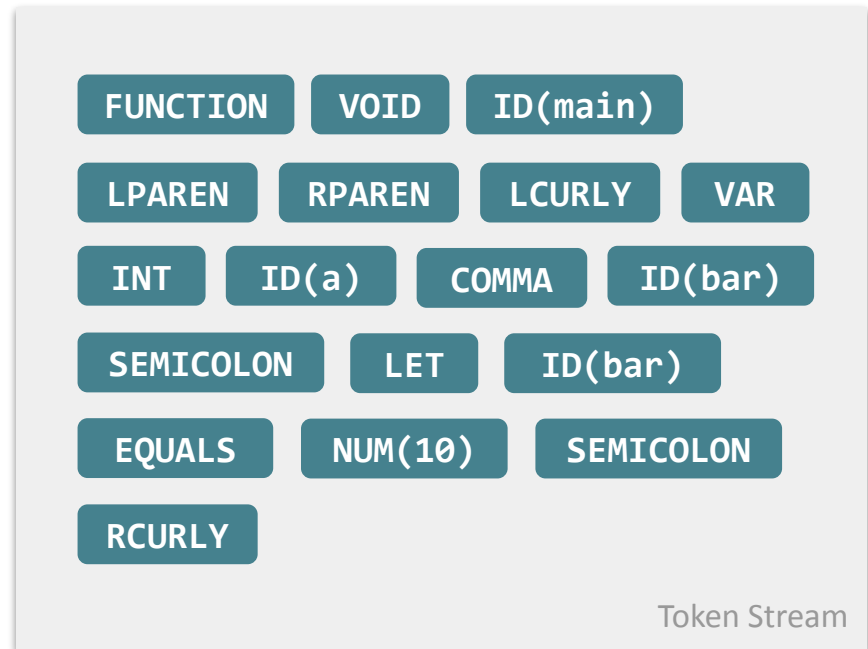 FUNCTION VOID ID(main)
LPAREN RPAREN LCURLY VAR
INT ID(a) COMMA ID(bar)
SEMICOLON LET ID(bar)
EQUALS NUM(10) SEMICOLON
RCURLY
Token Stream